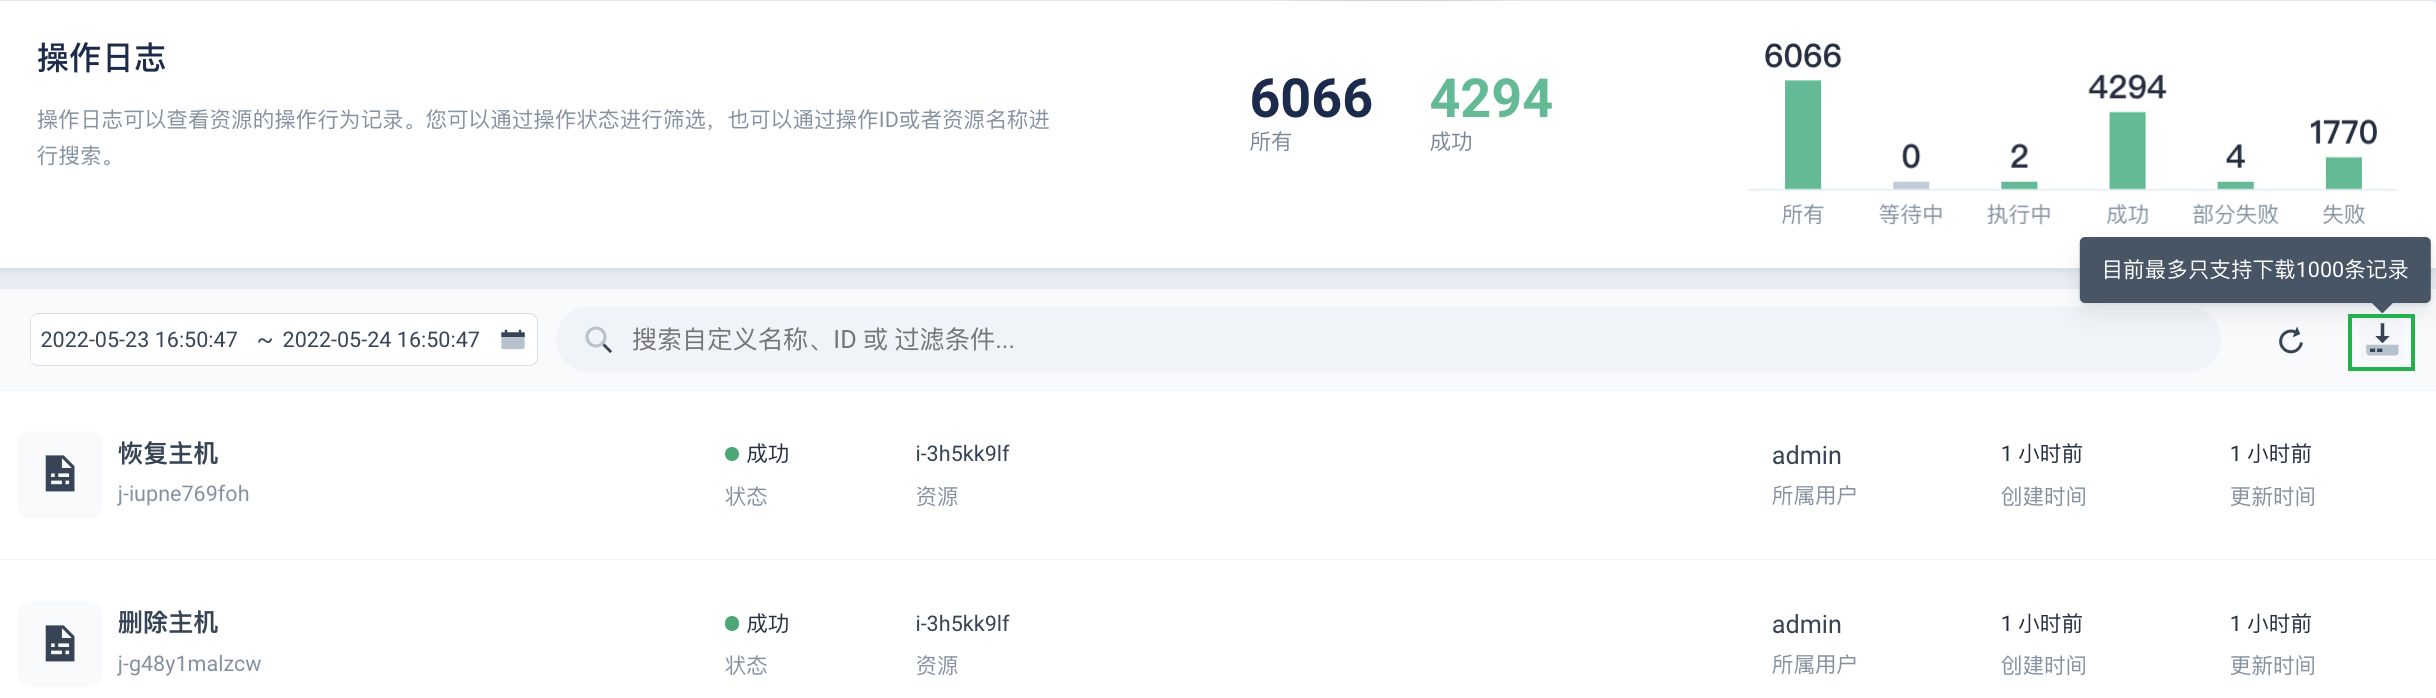 操作日志
操作日志可以查看资源的操作行为记录。您可以通过操作状态进行筛选，也可以通过操作ID或者资源名称进
行搜索。
6066
所有
4294
成功
6066
0
2
4294
4
1770
所有
等待中
执行中
成功
部分失败
失败
目前最多只支持下载1000条记录
2022-05-23 16:50:47 ~ 2022-05-24 16:50:47
搜索自定义名称、ID 或 过滤条件...
恢复主机
j-iupne769foh
成功
状态
i-3h5kk9lf
资源
admin
所属用户
1 小时前
创建时间
1 小时前
更新时间
删除主机
j-g48y1malzcw
成功
状态
i-3h5kk9lf
资源
admin
所属用户
1 小时前
创建时间
1 小时前
更新时间